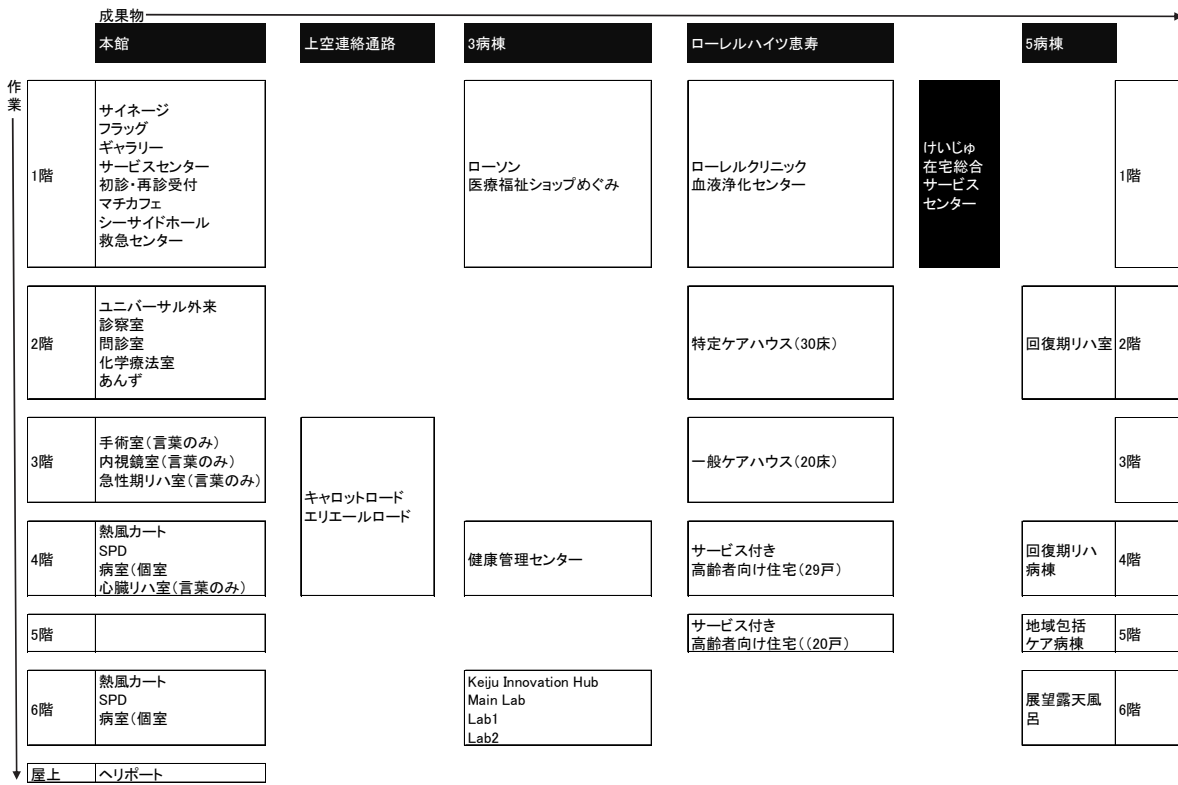 成果物
本館
上空連絡通路
3病棟
ローレルハイツ恵寿
5病棟
作業
1階
サイネージ
フラッグ
ギャラリー
サービスセンター
初診・再診受付
マチカフェ
シーサイドホール
救急センター
ローソン
医療福祉ショップめぐみ
ローレルクリニック
血液浄化センター
けいじゅ
在宅総合
サービス
センター
1階
2階
ユニバーサル外来
診察室
問診室
化学療法室
あんず
特定ケアハウス(30床)
回復期リハ室
2階
3階
手術室(言葉のみ)
内視鏡室(言葉のみ)
急性期リハ室(言葉のみ)
キャロットロード
エリエールロード
一般ケアハウス(20床)
3階
4階
熱風カート
SPD
病室(個室
心臓リハ室(言葉のみ)
健康管理センター
サービス付き
高齢者向け住宅(29戸)
回復期リハ
病棟
4階
5階
サービス付き
高齢者向け住宅((20戸)
地域包括
ケア病棟
5階
6階
熱風カート
SPD
病室(個室
Keiju Innovation Hub
Main Lab
Lab1
Lab2
展望露天風
呂
6階
屋上
ヘリポート